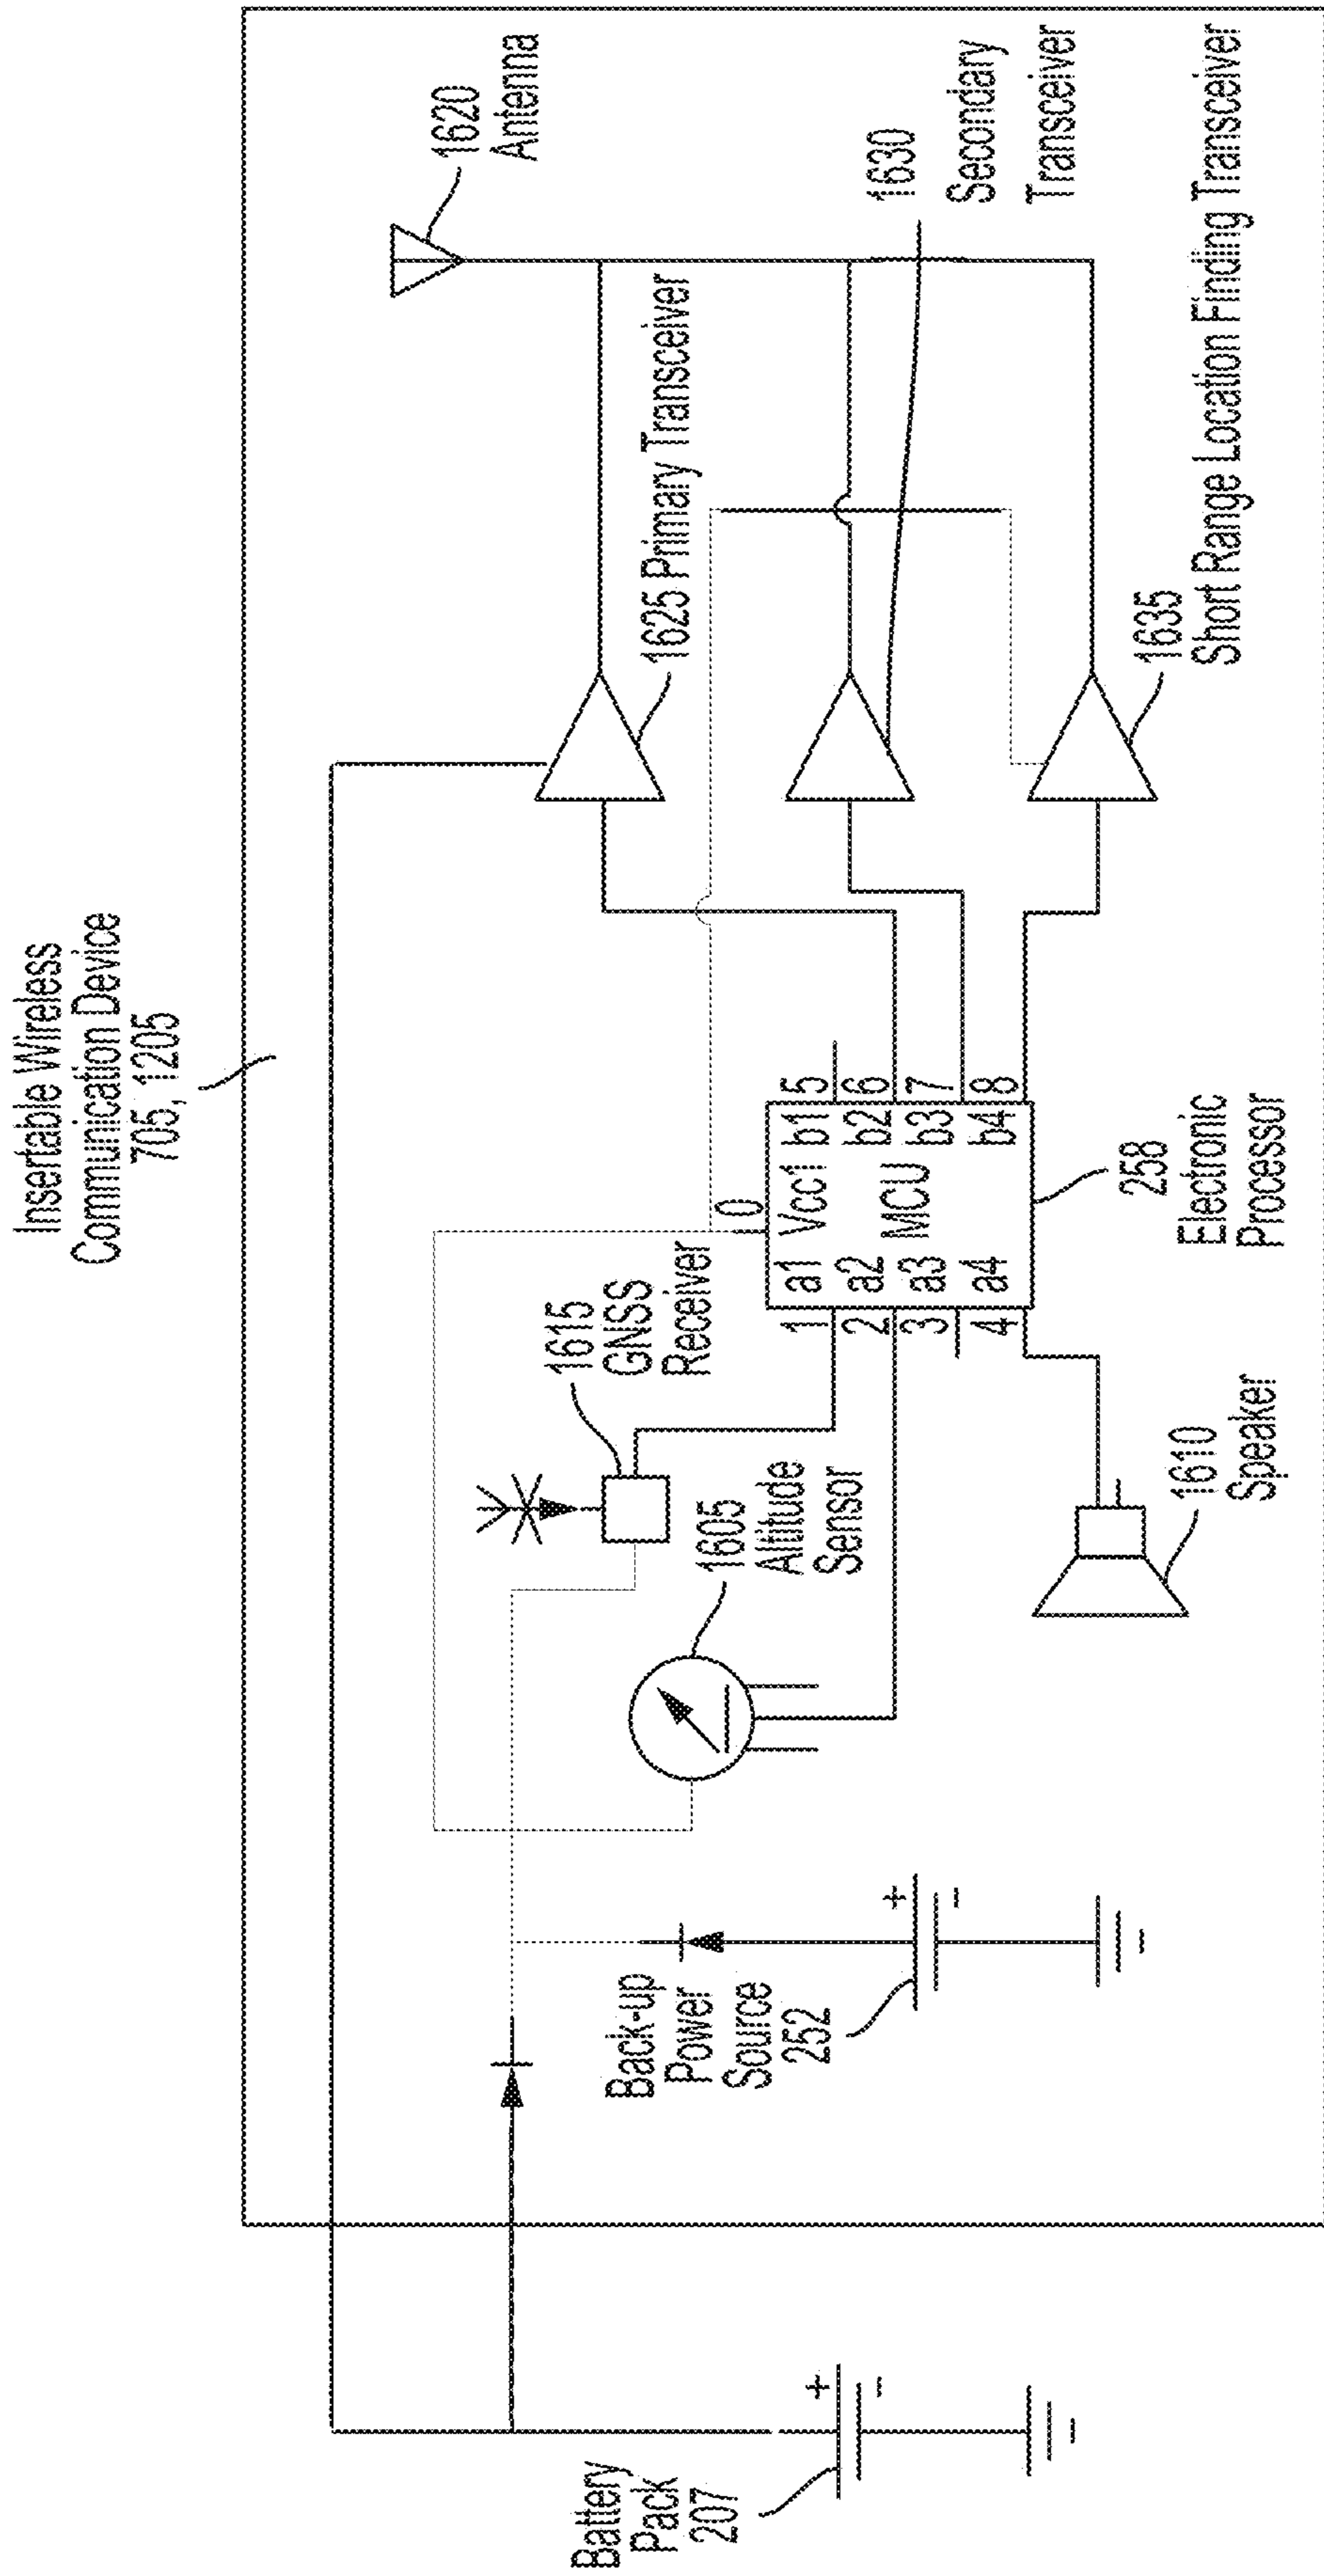 Insertable Wireless
Communication Device
705, 1205
1620
Antenna
1625 Primary Transceiver
1630
Secondary
Transceiver
1635
Short Range Location Finding Transceiver
1615
GNSS
Receiver
1605
Altitude
Sensor
0
1 a1 Vcc1 b1 5
2 a2 MCU b2 6
3 a3 b3 7
4 a4 b4 8
258
Electronic
Processor
1610
Speaker
Back-up
Power
Source
252
+
-
Battery
Pack
207
+
-